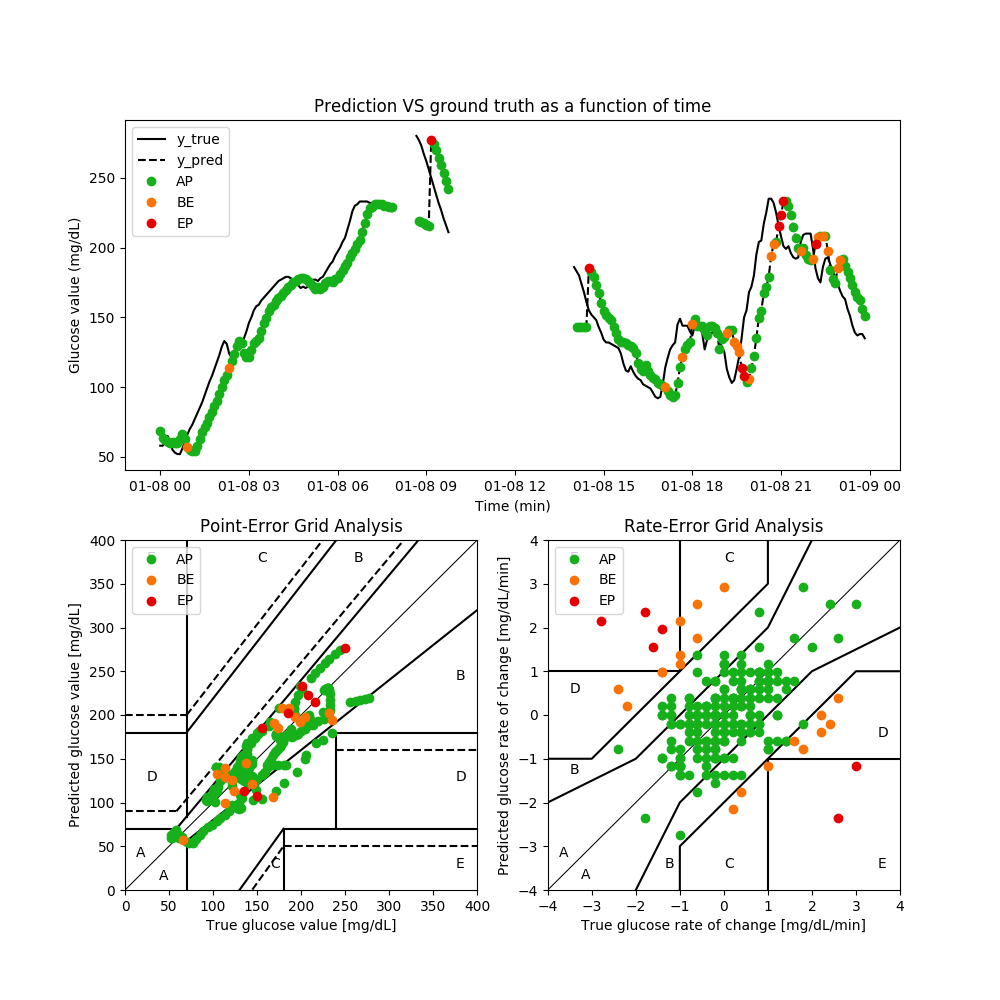 Prediction VS ground truth as a function of time
y_true
y_pred
AP
BE
EP
250
200
150
100
50
Glucose value (mg/dL)
01-08 00 01-08 03 01-08 06 01-08 09 01-08 12 01-08 15 01-08 18 01-08 21 01-09 00
Time (min)
Point-Error Grid Analysis
AP
BE
EP
C
B
B
D
D
A
A
C
E
400
350
300
250
200
150
100
50
0
Predicted glucose value [mg/dL]
0 50 100 150 200 250 300 350 400
True glucose value [mg/dL]
Rate-Error Grid Analysis
AP
BE
EP
C
D
D
B
A
A
B
C
E
4
3
2
1
0
−1
−2
−3
−4
Predicted glucose rate of change [mg/dL/min]
−4 −3 −2 −1 0 1 2 3 4
True glucose rate of change [mg/dL/min]